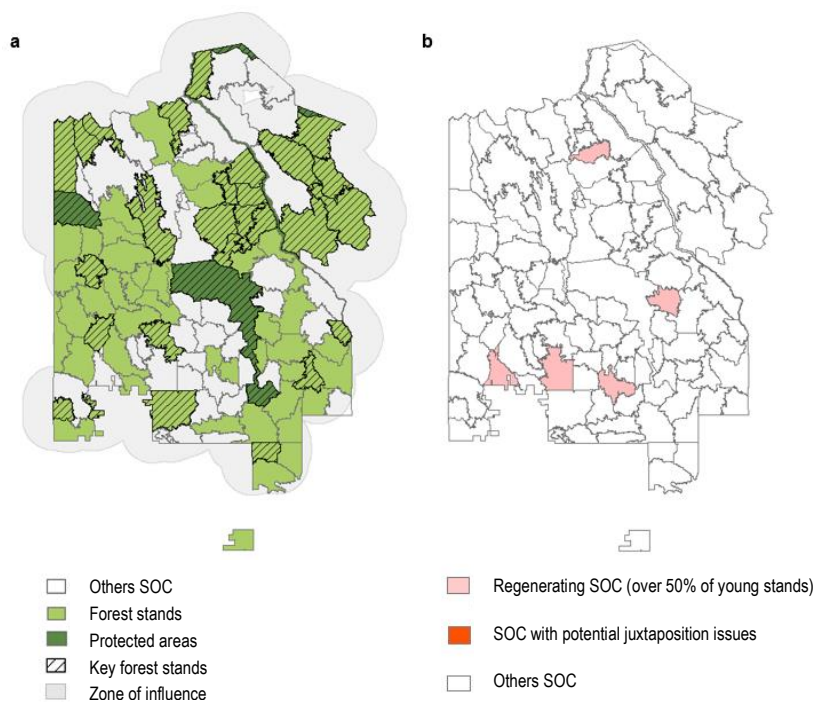 a
b
Others SOC
Forest stands
Protected areas
Key forest stands
Zone of influence
Regenerating SOC (over 50% of young stands)
SOC with potential juxtaposition issues
Others SOC